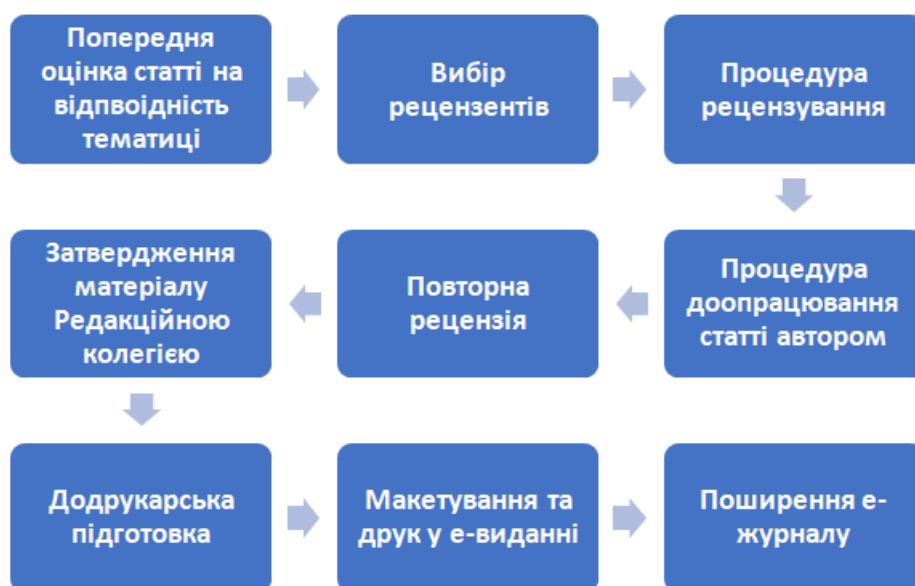 Попередня
оцінка статті на
відпвоідність
тематиці
Вибір
рецензентів
Процедура
рецензування
Процедура
доопрацювання
статті автором
Повторна
рецензія
Затвердження
матеріалу
Редакційною
колегією
Додрукарська
підготовка
Макетування та
друк у е-виданні
Поширення е-
журналу